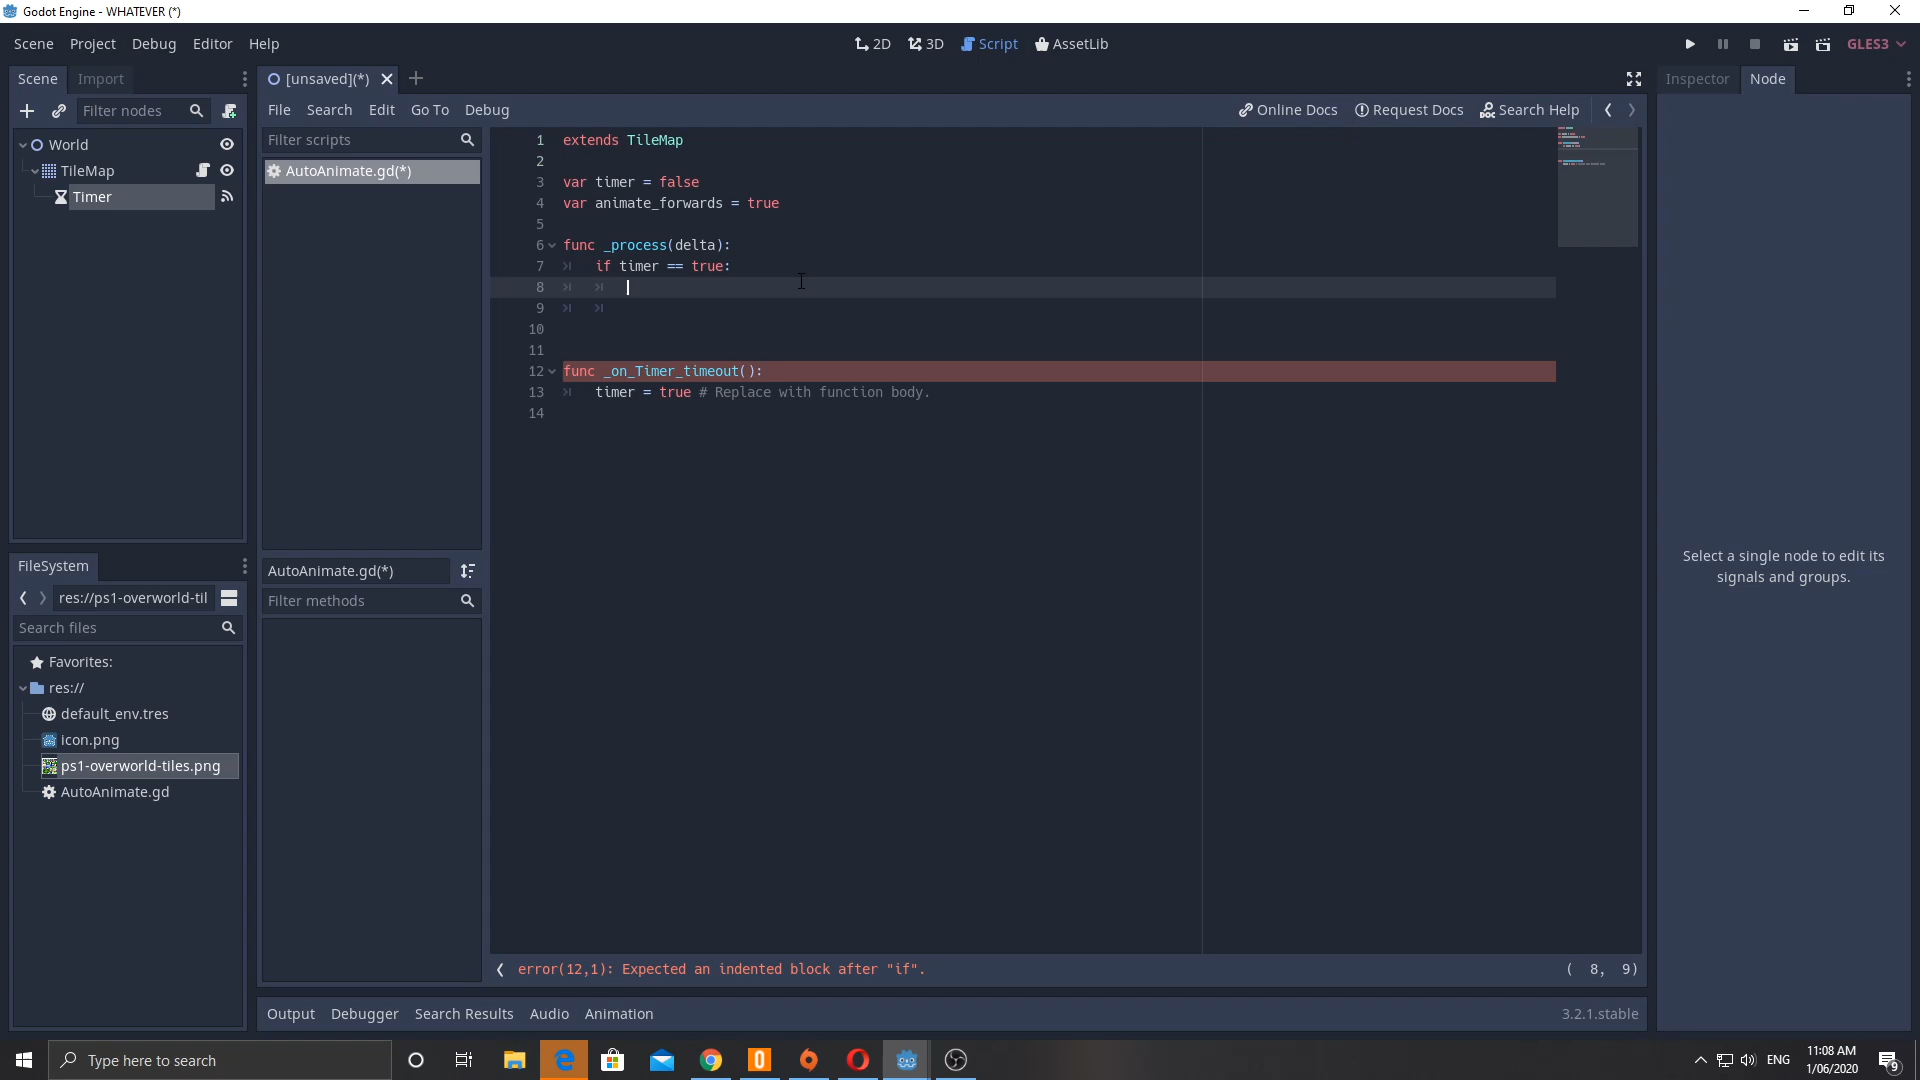 Godot Engine - WHATEVER (*)
Scene Project Debug Editor Help
2D 3D Script AssetLib
GLES3
Scene Import
[unsaved](*)
Inspector Node
Filter nodes
File Search Edit Go To Debug
Online Docs Request Docs Search Help
World
TileMap
Timer
Filter scripts
AutoAnimate.gd(*)
1 extends TileMap
2
3 var timer = false
4 var animate_forwards = true
5
6 func _process(delta):
7 if timer == true:
8
9
10
11
12 func _on_Timer_timeout():
13 timer = true # Replace with function body.
14
Select a single node to edit its
signals and groups.
FileSystem
res://ps1-overworld-til
Search files
Favorites:
res://
default_env.tres
icon.png
ps1-overworld-tiles.png
AutoAnimate.gd
AutoAnimate.gd(*)
Filter methods
error(12,1): Expected an indented block after "if".
( 8, 9)
Output Debugger Search Results Audio Animation
3.2.1.stable
Type here to search
ENG
11:08 AM
1/06/2020
9